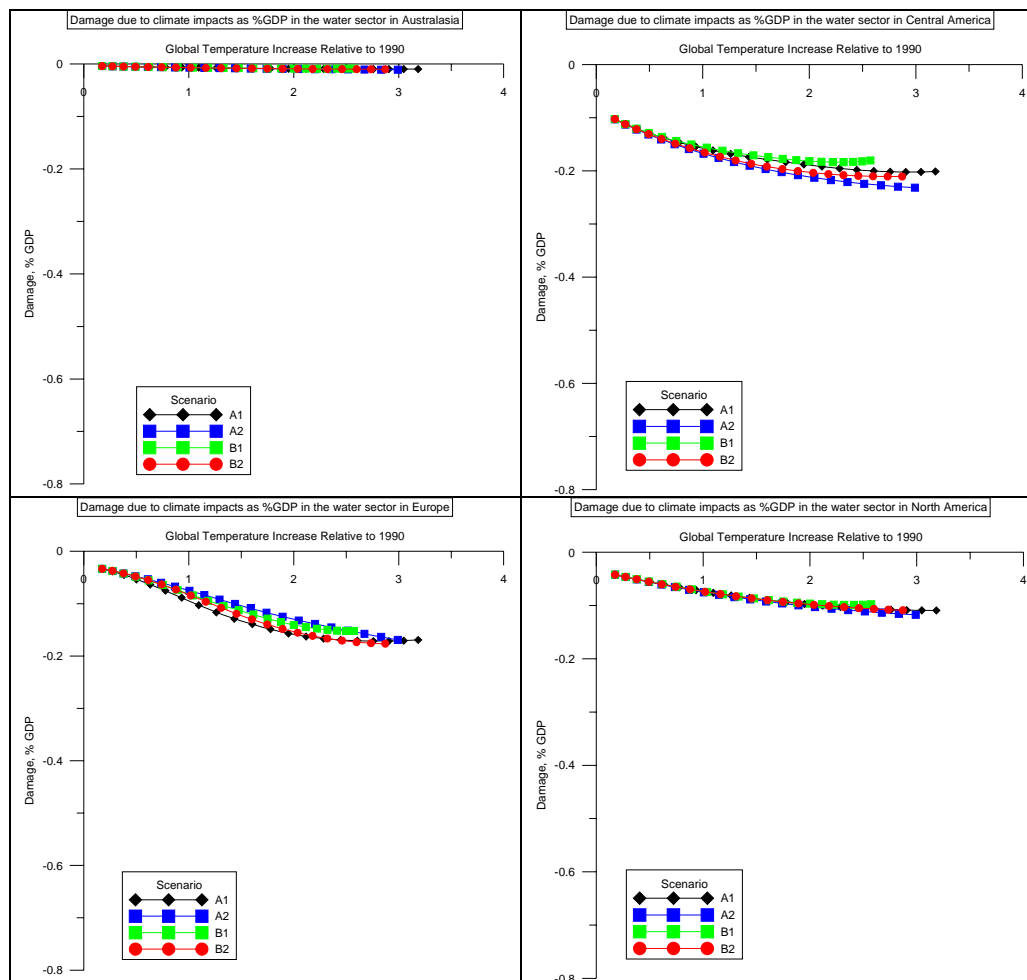 Damage due to climate impacts as %GDP in the water sector in Australasia
Global Temperature Increase Relative to 1990
0
0 1 2 3 4
-0.2
-0.4
-0.6
-0.8
Damage, % GDP
Scenario
A1
A2
B1
B2
Damage due to climate impacts as %GDP in the water sector in Central America
Global Temperature Increase Relative to 1990
0
0 1 2 3 4
-0.2
-0.4
-0.6
-0.8
Damage, % GDP
Scenario
A1
A2
B1
B2
Damage due to climate impacts as %GDP in the water sector in Europe
Global Temperature Increase Relative to 1990
0
0 1 2 3 4
-0.2
-0.4
-0.6
-0.8
Damage, % GDP
Scenario
A1
A2
B1
B2
Damage due to climate impacts as %GDP in the water sector in North America
Global Temperature Increase Relative to 1990
0
0 1 2 3 4
-0.2
-0.4
-0.6
-0.8
Damage, % GDP
Scenario
A1
A2
B1
B2